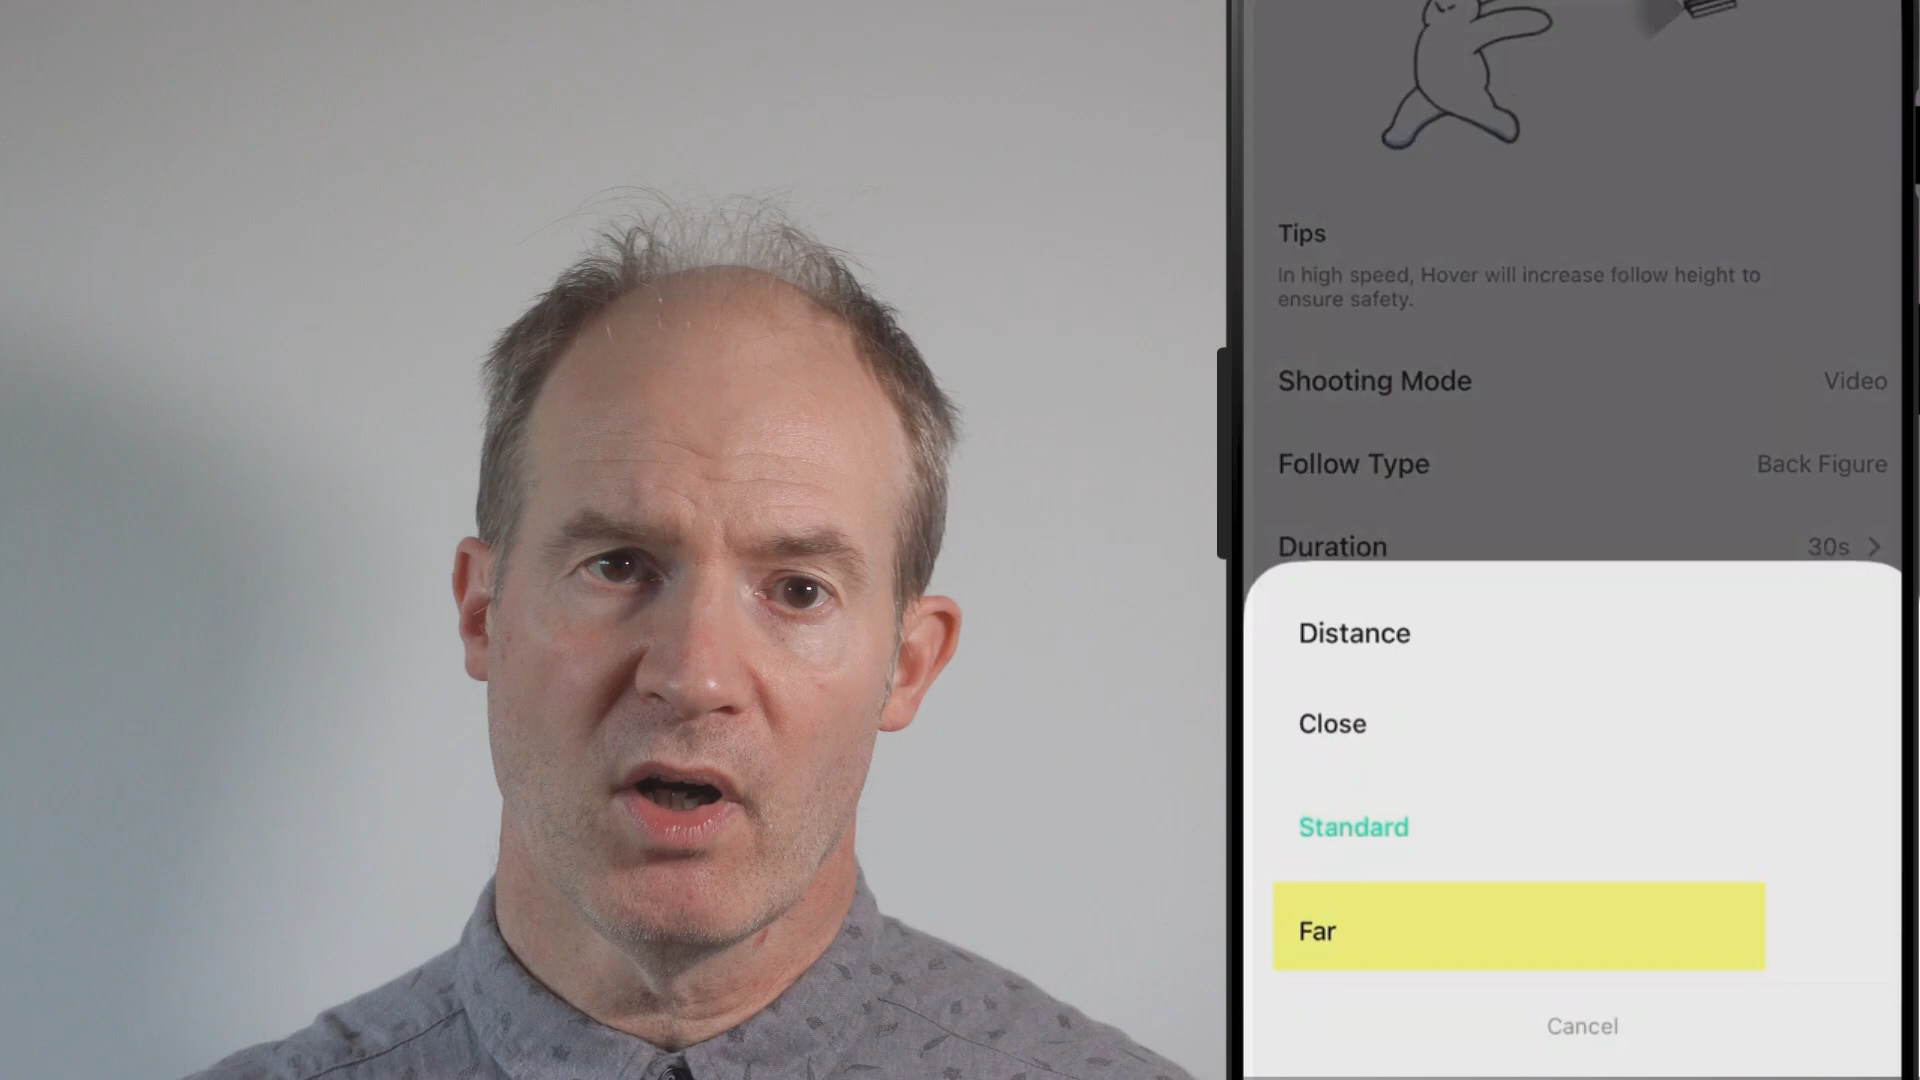 Tips
In high speed, Hover will increase follow height to
ensure safety.
Shooting Mode Video
Follow Type Back Figure
Duration 30s
Distance
Close
Standard
Far
Cancel